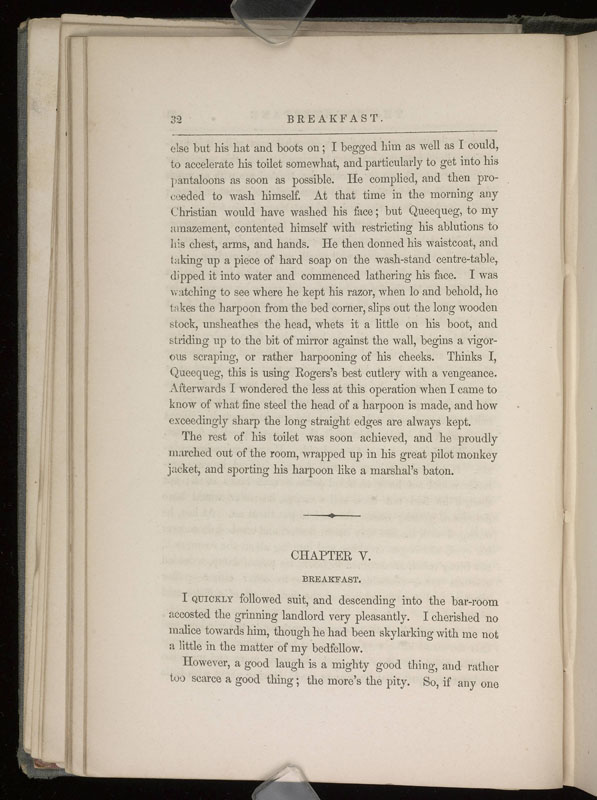 32 BREAKFAST.
else but his hat and boots on; I begged him as well as I could,
to accelerate his toilet somewhat, and particularly to get into his
pantaloons as soon as possible. He complied, and then pro-
ceeded to wash himself. At that time in the morning any
Christian would have washed his face; but Queequeg, to my
amazement, contented himself with restricting his ablutions to
his chest, arms, and hands. He then donned his waistcoat, and
taking up a piece of hard soap on the wash-stand centre-table,
dipped it into water and commenced lathering his face. I was
watching to see where he kept his razor, when lo and behold, he
takes the harpoon from the bed corner, slips out the long wooden
stock, unsheathes the head, whets it a little on his boot, and
striding up to the bit of mirror against the wall, begins a vigor-
ous scraping, or rather harpooning of his cheeks. Thinks I,
Queequeg, this is using Rogers's best cutlery with a vengeance.
Afterwards I wondered the less at this operation when I came to
know of what fine steel the head of a harpoon is made, and how
exceedingly sharp the long straight edges are always kept.
The rest of his toilet was soon achieved, and he proudly
marched out of the room, wrapped up in his great pilot monkey
jacket, and sporting his harpoon like a marshal's baton.
CHAPTER V.
BREAKFAST.
I QUICKLY followed suit, and descending into the bar-room
accosted the grinning landlord very pleasantly. I cherished no
malice towards him, though he had been skylarking with me not
a little in the matter of my bedfellow.
However, a good laugh is a mighty good thing, and rather
too scarce a good thing; the more's the pity. So, if any one